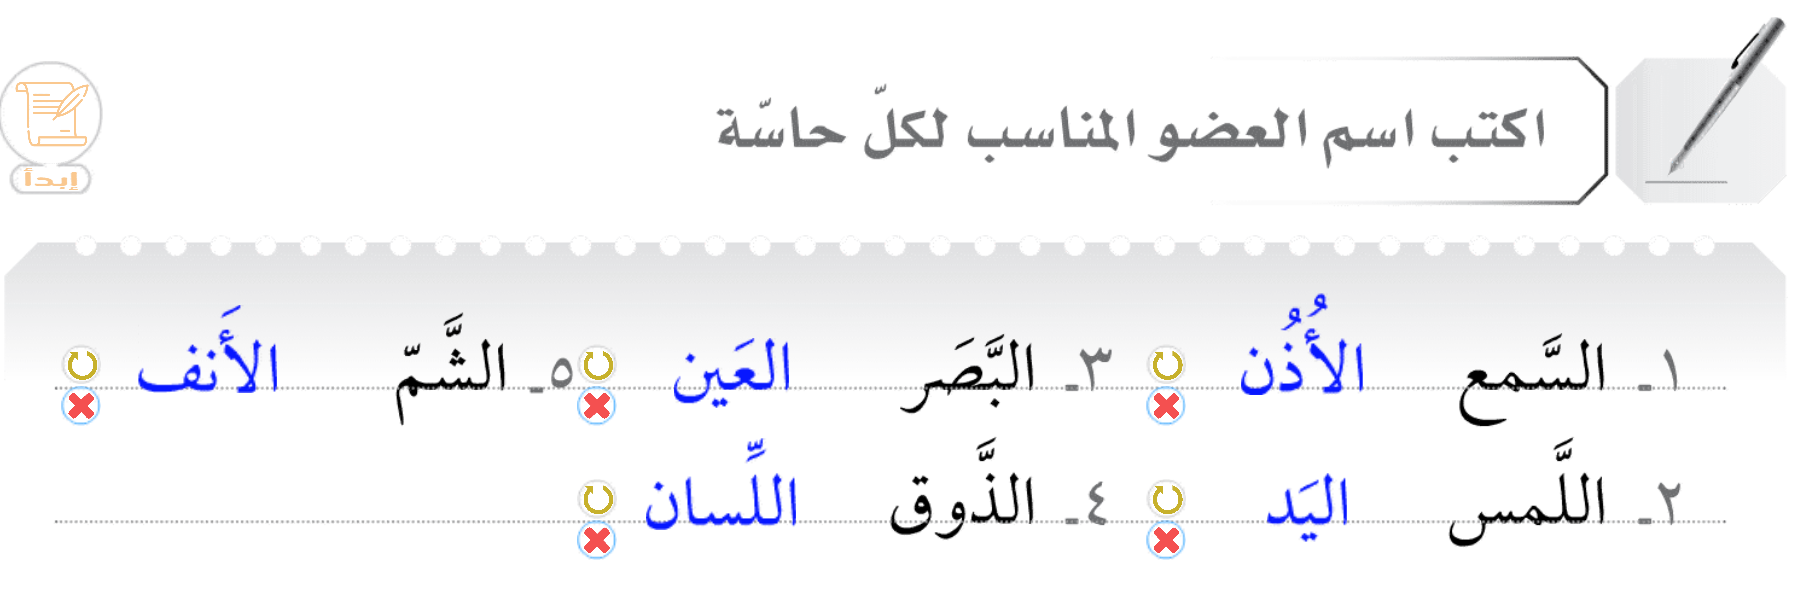 اكتب اسم العضو المناسب لكلّ حاسّة
إبدأ
١ـ السَّمع الأُذُن ٣ـ البَّصَر العَين ٥ـ الشَّمّ الأَنف
٢ـ اللَّمس اليَد ٤ـ الذَّوق اللِّسان